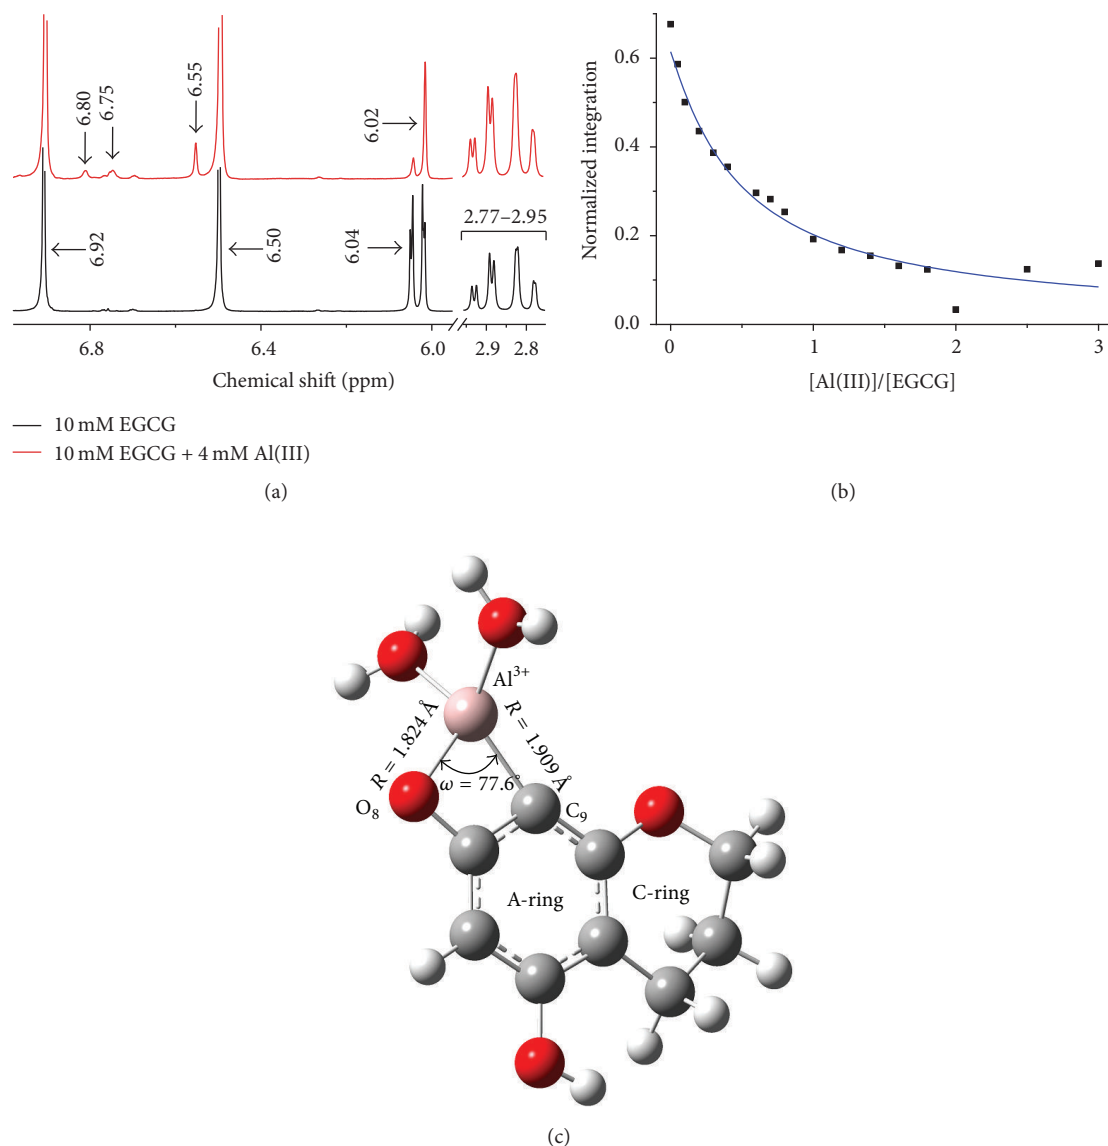 6.80
6.75
6.55
6.02
6.92
6.50
6.04
2.77–2.95
6.8
6.4
6.0
2.9
2.8
Chemical shift (ppm)
10 mM EGCG
10 mM EGCG + 4 mM Al(III)
(a)
Normalized integration
0.6
0.4
0.2
0.0
0
1
2
3
[Al(III)]/[EGCG]
(b)
Al³⁺
R = 1.824 Å
R = 1.909 Å
ω = 77.6°
O₈
C₉
A-ring
C-ring
(c)